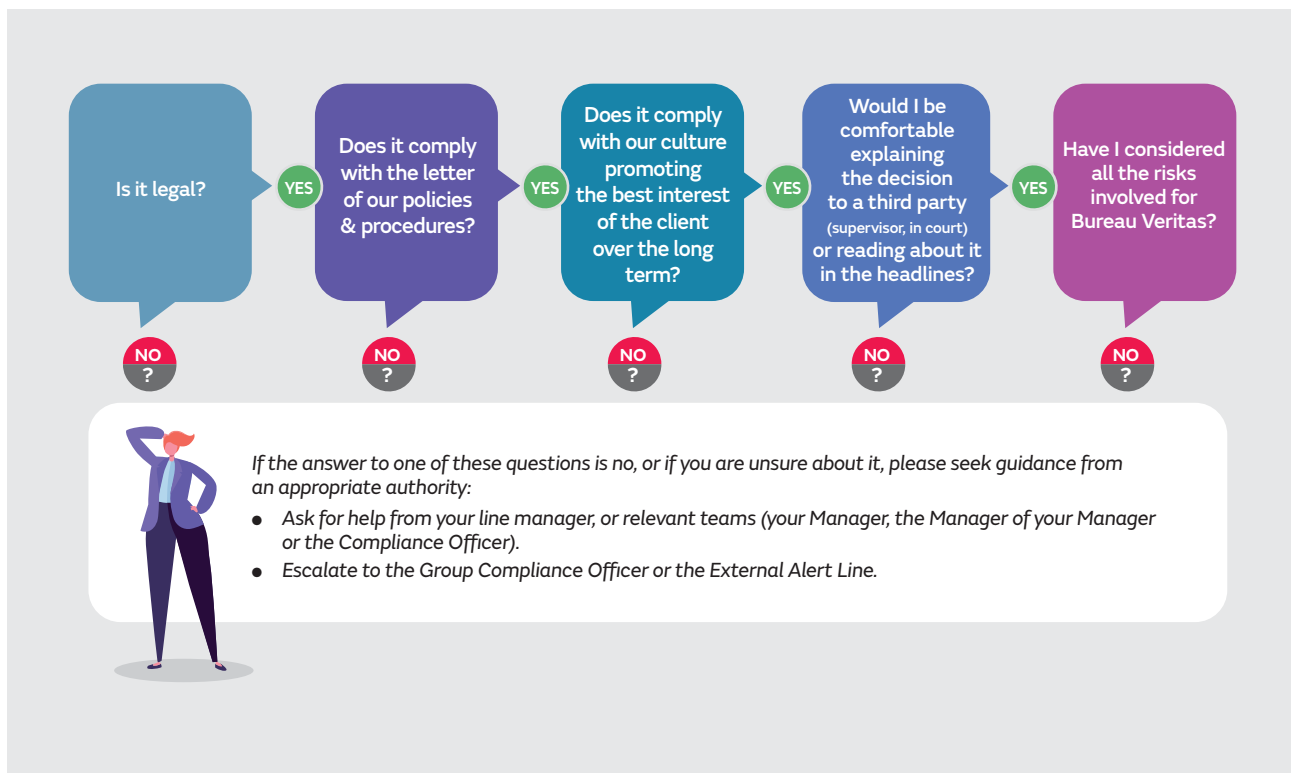 Is it legal?
YES
Does it comply
with the letter
of our policies
& procedures?
YES
Does it comply
with our culture
promoting
the best interest
of the client
over the long
term?
YES
Would I be
comfortable
explaining
the decision
to a third party
(supervisor, in court)
or reading about it
in the headlines?
YES
Have I considered
all the risks
involved for
Bureau Veritas?
NO
?
NO
?
NO
?
NO
?
NO
?
If the answer to one of these questions is no, or if you are unsure about it, please seek guidance from
an appropriate authority:
● Ask for help from your line manager, or relevant teams (your Manager, the Manager of your Manager
or the Compliance Officer).
● Escalate to the Group Compliance Officer or the External Alert Line.